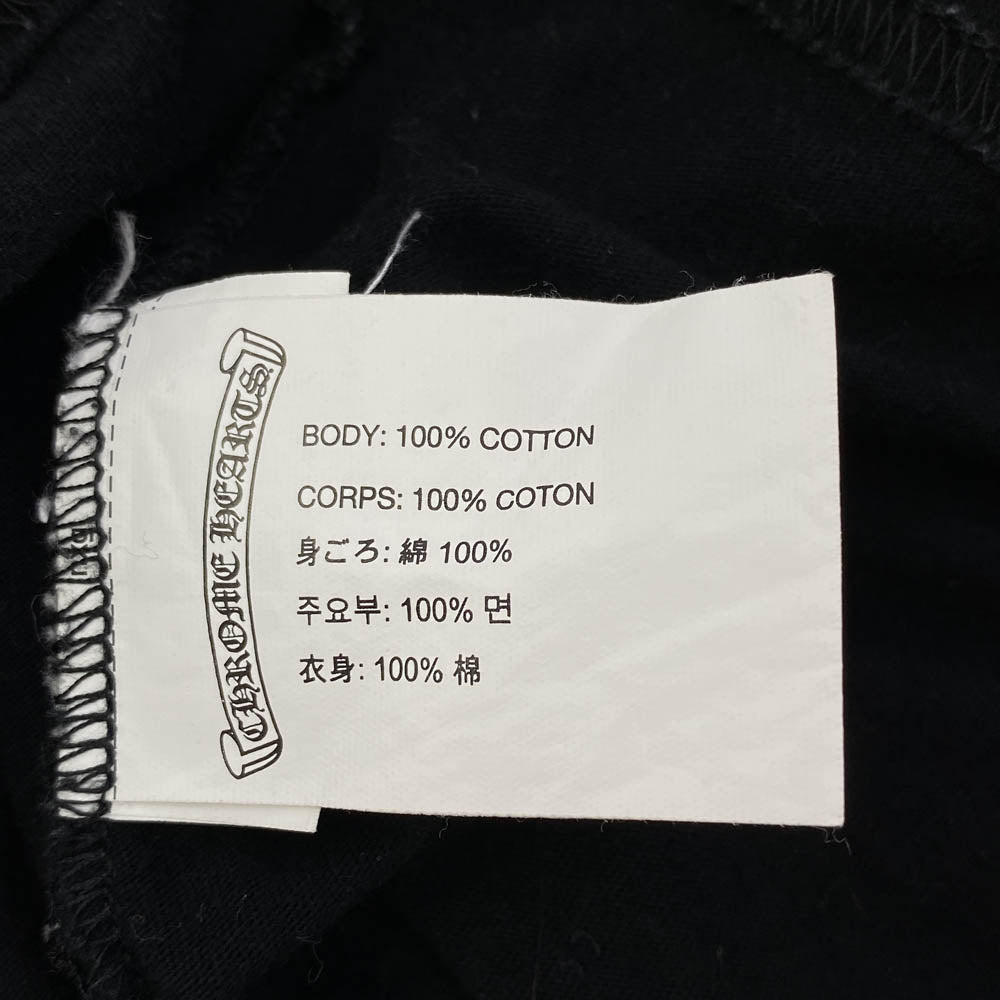 CHROME HEARTS
BODY: 100% COTTON
CORPS: 100% COTON
身ごろ: 綿 100%
주요부: 100% 면
衣身: 100% 棉